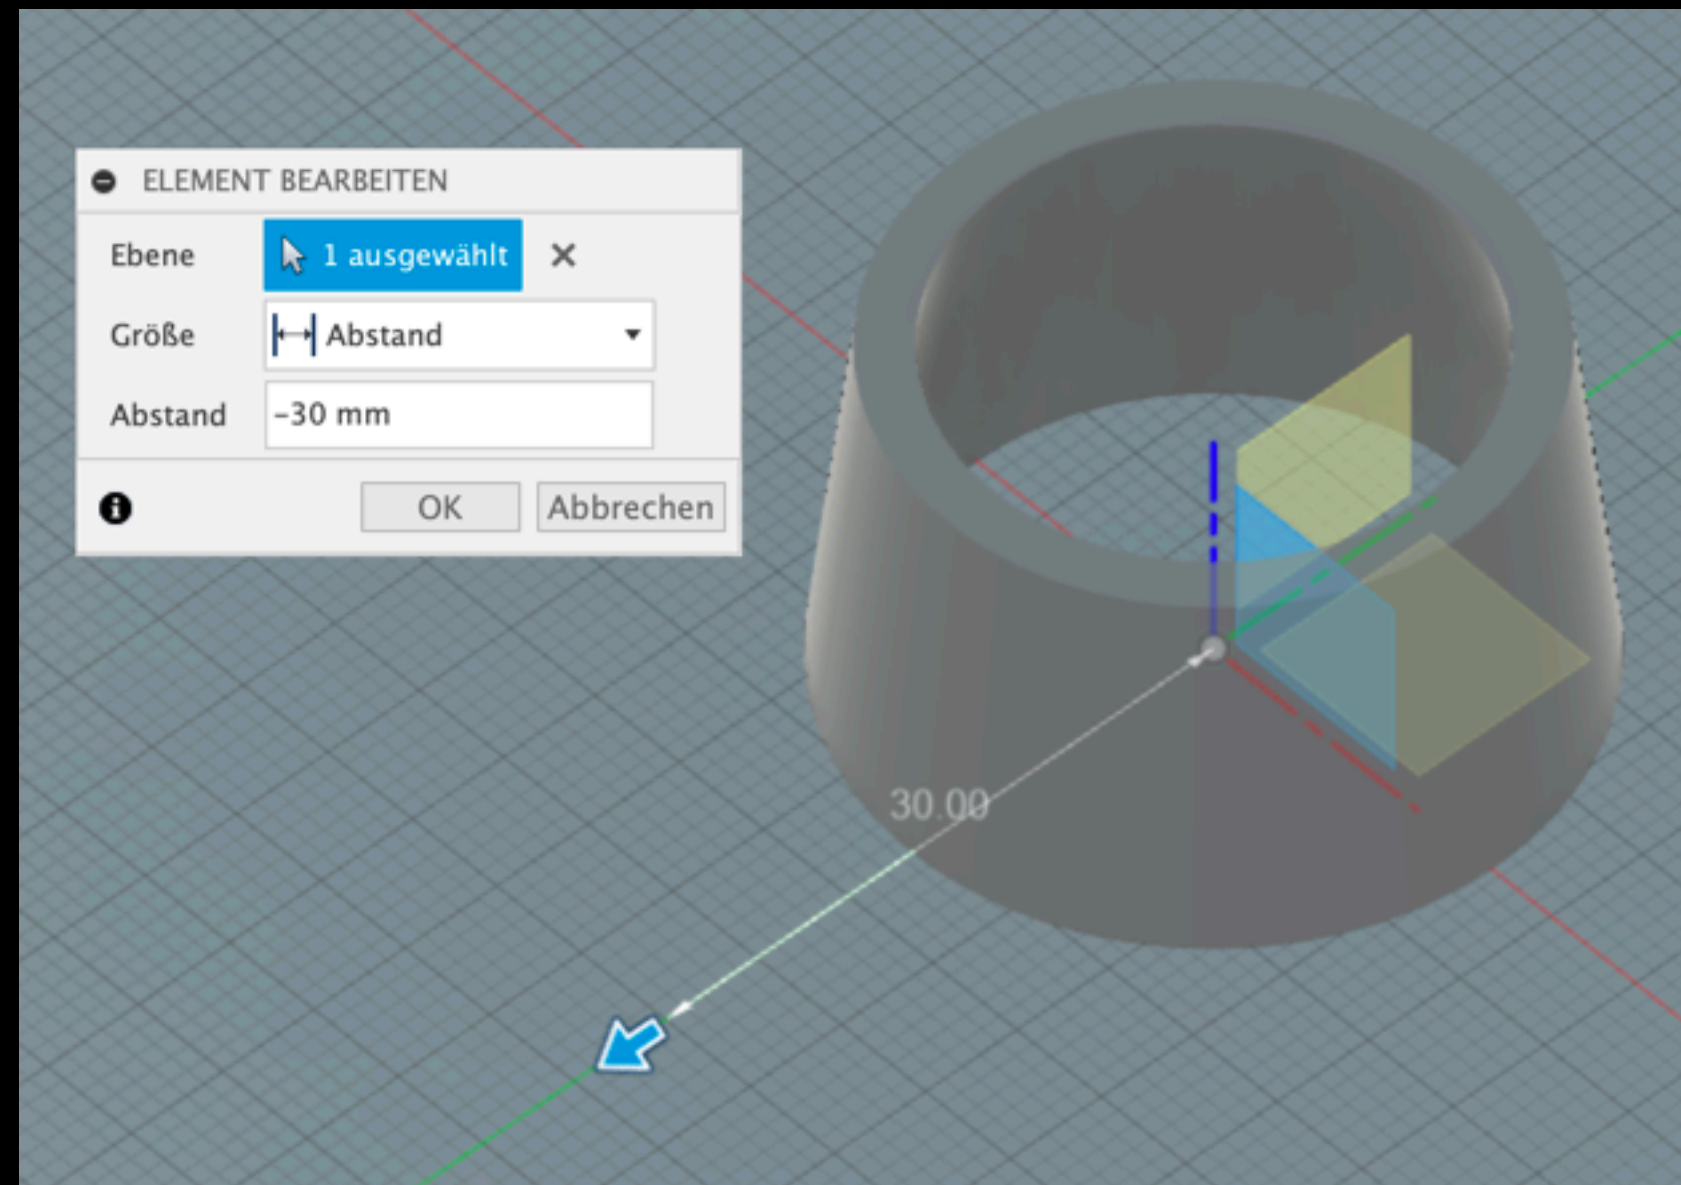 ELEMENT BEARBEITEN
Ebene 1 ausgewählt
Größe Abstand
Abstand -30 mm
OK Abbrechen
30.00